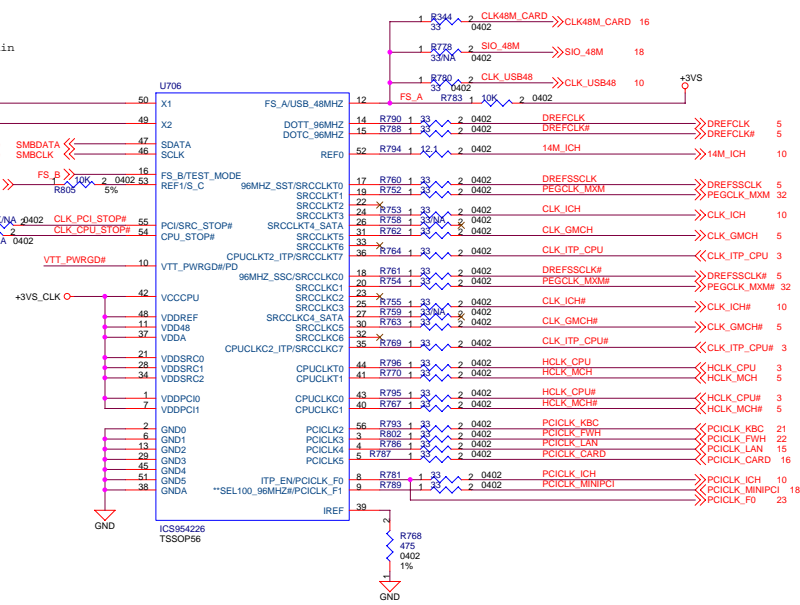 R344 CLK48M_CARD
1 33 2 0402 CLK48M_CARD 16
in
R778 SIO_48M
1 33/NA 2 0402 SIO_48M 18
R780 CLK_USB48
1 33 2 0402 CLK_USB48 10
+3VS
U706
FS_A R783 1 10K 2 0402
50 X1 FS_A/USB_48MHZ 12
49 X2 DOTT_96MHZ 14 R790 1 33 2 0402 DREFCLK DREFCLK 5
DOTC_96MHZ 15 R788 1 33 2 0402 DREFCLK# DREFCLK# 5
SMBDATA 47 SDATA
SMBCLK 46 SCLK REF0 52 R794 1 12.1 2 0402 14M_ICH 14M_ICH 10
FS_B 16 FS_B/TEST_MODE
1 10K 2 0402 53 REF1/S_C 96MHZ_SST/SRCCLKT0 17 R760 1 33 2 0402 DREFSSCLK DREFSSCLK 5
R805 5%
SRCCLKT1 19 R752 1 33 2 0402 PEGCLK_MXM PEGCLK_MXM 32
SRCCLKT2 22
SRCCLKT3 24 R753 1 33 2 0402 CLK_ICH CLK_ICH 10
/NA 2 0402 CLK_PCI_STOP# 55 PCI/SRC_STOP# SRCCLKT4_SATA 26 R758 1 33/NA 2 0402
A 0402 CLK_CPU_STOP# 54 CPU_STOP# SRCCLKT5 31 R762 1 33 2 0402 CLK_GMCH CLK_GMCH 5
SRCCLKT6 33
CPUCLKT2_ITP/SRCCLKT7 36 R764 1 33 2 0402 CLK_ITP_CPU CLK_ITP_CPU 3
VTT_PWRGD# 10 VTT_PWRGD#/PD
96MHZ_SSC/SRCCLKC0 18 R761 1 33 2 0402 DREFSSCLK# DREFSSCLK# 5
SRCCLKC1 20 R754 1 33 2 0402 PEGCLK_MXM# PEGCLK_MXM# 32
+3VS_CLK 42 VCCCPU SRCCLKC2 23
SRCCLKC3 25 R755 1 33 2 0402 CLK_ICH# CLK_ICH# 10
48 VDDREF SRCCLKC4_SATA 27 R759 1 33/NA 2 0402
11 VDD48 SRCCLKC5 30 R763 1 33 2 0402 CLK_GMCH# CLK_GMCH# 5
37 VDDA SRCCLKC6 32
CPUCLKC2_ITP/SRCCLKC7 35 R769 1 33 2 0402 CLK_ITP_CPU# CLK_ITP_CPU# 3
21 VDDSRC0
28 VDDSRC1 CPUCLKT0 44 R796 1 33 2 0402 HCLK_CPU HCLK_CPU 3
34 VDDSRC2 CPUCLKT1 41 R770 1 33 2 0402 HCLK_MCH HCLK_MCH 5
1 VDDPCI0 CPUCLKC0 43 R795 1 33 2 0402 HCLK_CPU# HCLK_CPU# 3
7 VDDPCI1 CPUCLKC1 40 R767 1 33 2 0402 HCLK_MCH# HCLK_MCH# 5
2 GND0 PCICLK2 56 R793 1 33 2 0402 PCICLK_KBC PCICLK_KBC 21
6 GND1 PCICLK3 3 R802 1 33 2 0402 PCICLK_FWH PCICLK_FWH 22
13 GND2 PCICLK4 4 R786 1 33 2 0402 PCICLK_LAN PCICLK_LAN 15
29 GND3 PCICLK5 5 R787 1 33 2 0402 PCICLK_CARD PCICLK_CARD 16
45 GND4
51 GND5 ITP_EN/PCICLK_F0 8 R781 1 33 2 0402 PCICLK_ICH PCICLK_ICH 10
38 GNDA **SEL100_96MHZ#/PCICLK_F1 9 R789 1 33 2 0402 PCICLK_MINIPCI PCICLK_MINIPCI 18
PCICLK_F0 23
IREF 39
GND
ICS954226
TSSOP56
2
R768
475
0402
1%
1
GND